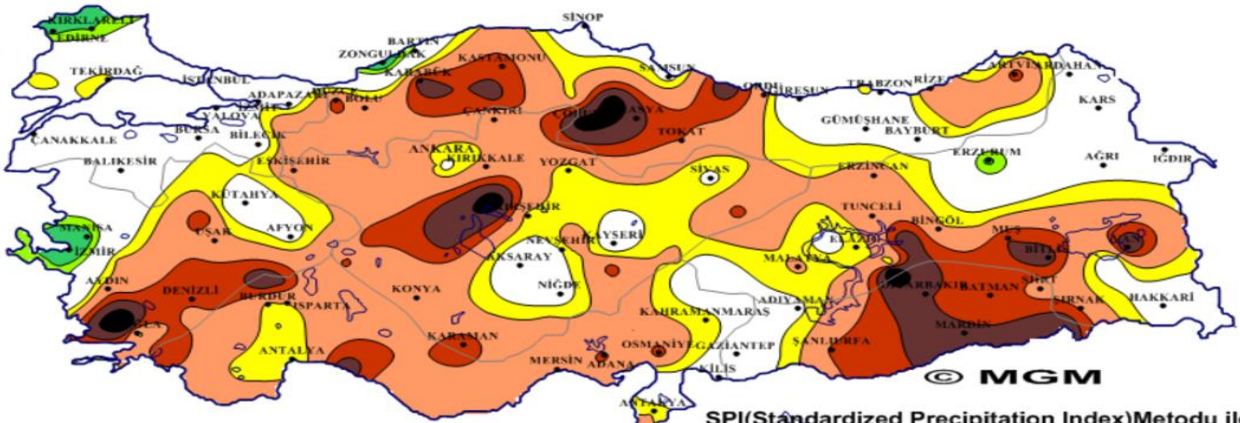 SİNOP
KIRKLARELİ
EDİRNE
BARTIN
ZONGULDAK
KASTAMONU
TEKİRDAĞ
KARABÜK
SAMSUN
ARTVİ ARDAHAN
İSTANBUL
ADAPAZARI
BOLU
ORDU
GİRESUN
TRABZON
RİZE
KARS
YALOVA
ÇANKIRI
ASYA
GÜMÜŞHANE
BAYBURT
ÇANAKKALE
BURSA
BİLECİK
TOKAT
ANKARA
KIRIKKALE
ERZURUM
AĞRI
IĞDIR
BALIKESİR
ESKİŞEHİR
YOZGAT
SİVAS
ERZİNCAN
KÜTAHYA
TUNCELİ
BİNGÖL
MANİSA
UŞAK
AFYON
NEVŞEHİR
KAYSERİ
ELAZIĞ
MUŞ
BİTLİS
VAN
İZMİR
AKSARAY
MALATYA
AYDIN
DENİZLİ
BURDUR
ISPARTA
KONYA
NİĞDE
BATMAN
SİİRT
ŞIRNAK
HAKKARİ
KAHRAMANMARAŞ
ADIYAMAN
MARDİN
ANTALYA
KARAMAN
MERSİN
ADANA
OSMANİYE
GAZİANTEP
ŞANLIURFA
KİLİS
© MGM
ANTAKYA
SPI(Standardized Precipitation Index)Metodu ile